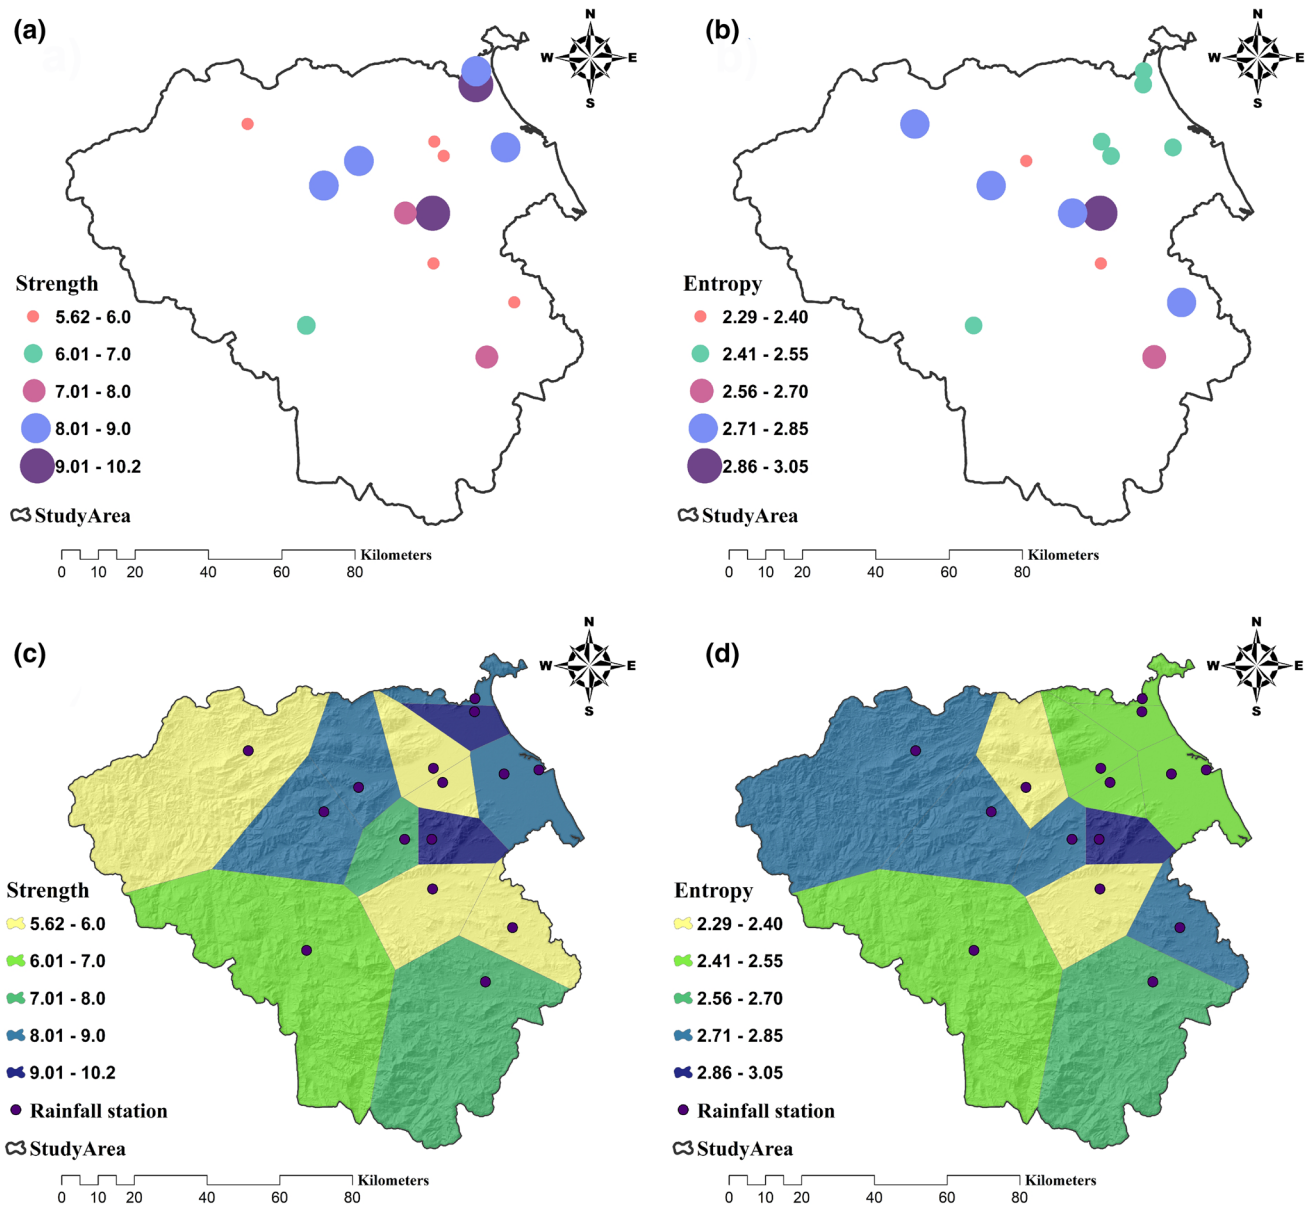 (a)
N
W E
S
Strength
5.62 - 6.0
6.01 - 7.0
7.01 - 8.0
8.01 - 9.0
9.01 - 10.2
StudyArea
Kilometers
0 10 20 40 60 80
(b)
N
W E
S
Entropy
2.29 - 2.40
2.41 - 2.55
2.56 - 2.70
2.71 - 2.85
2.86 - 3.05
StudyArea
Kilometers
0 10 20 40 60 80
(c)
N
W E
S
Strength
5.62 - 6.0
6.01 - 7.0
7.01 - 8.0
8.01 - 9.0
9.01 - 10.2
Rainfall station
StudyArea
Kilometers
0 10 20 40 60 80
(d)
N
W E
S
Entropy
2.29 - 2.40
2.41 - 2.55
2.56 - 2.70
2.71 - 2.85
2.86 - 3.05
Rainfall station
StudyArea
Kilometers
0 10 20 40 60 80